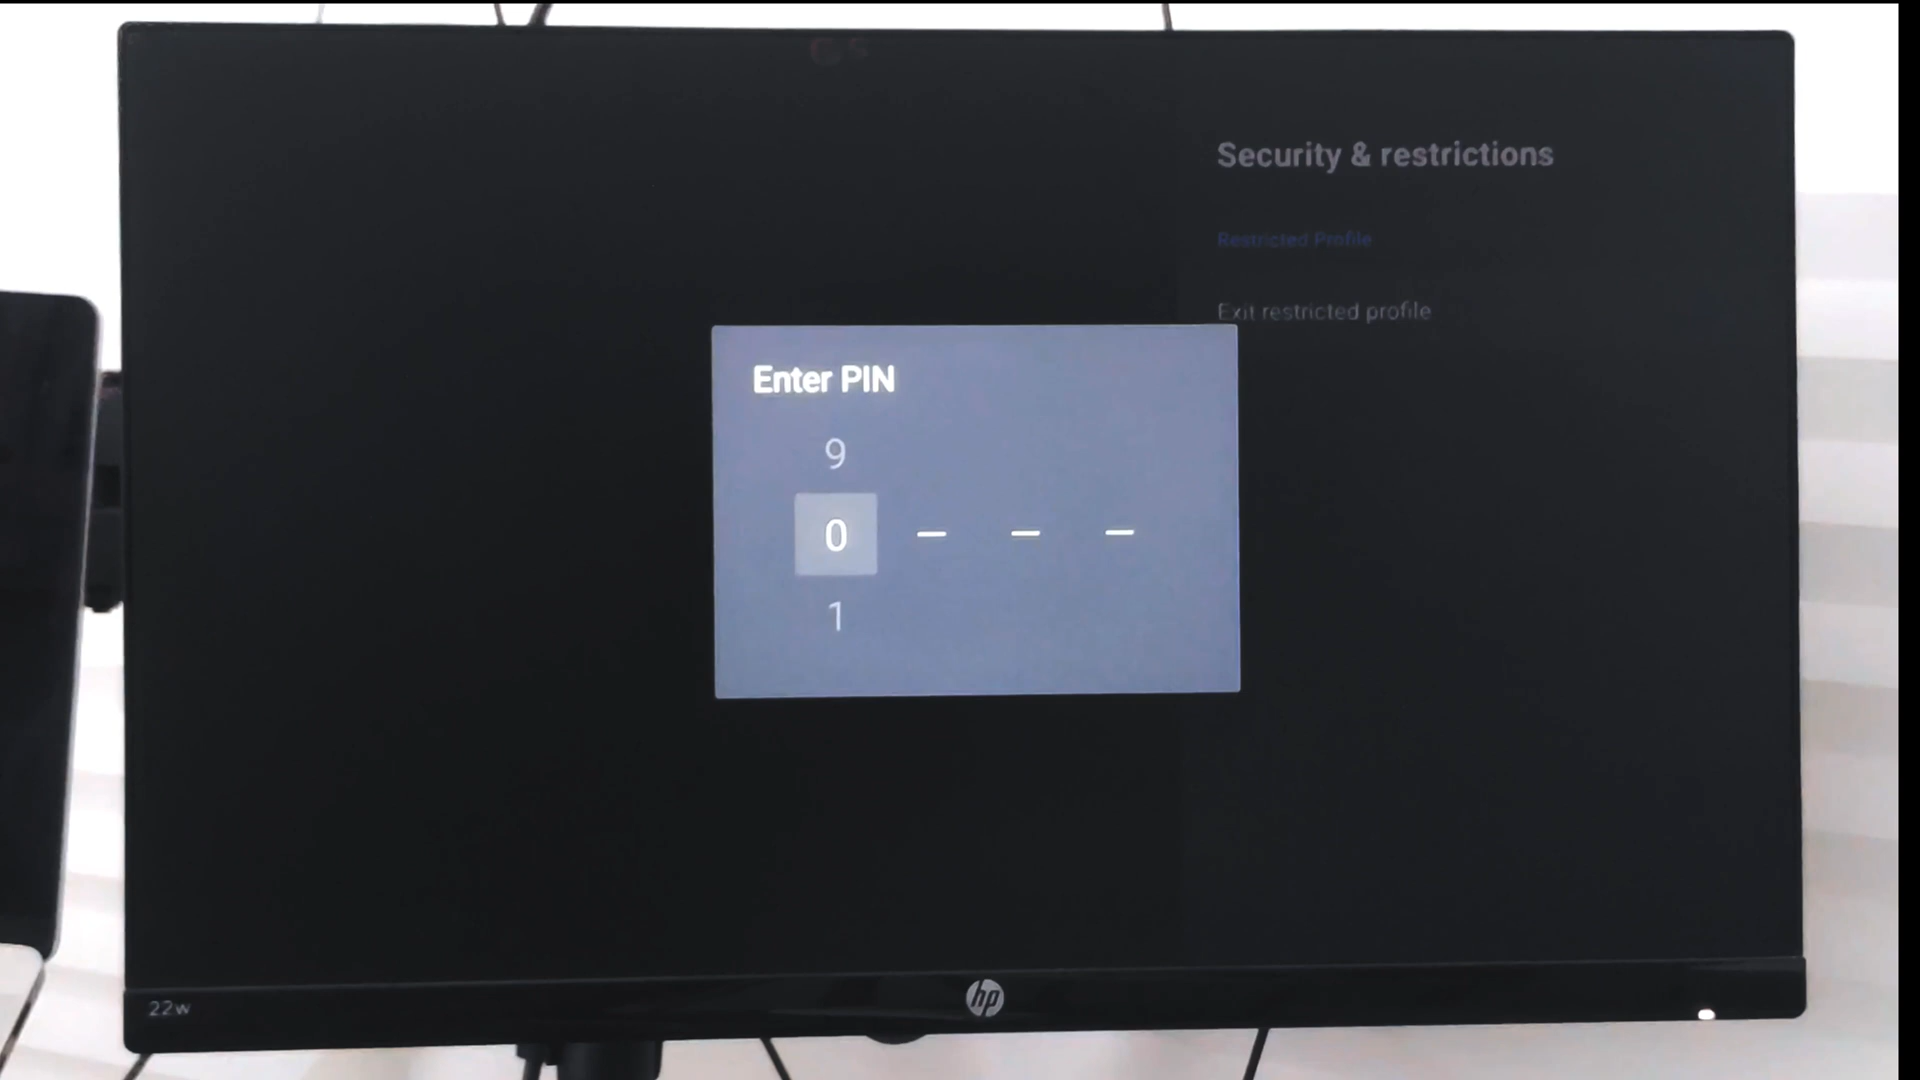 Security & restrictions
Restricted Profile
Exit restricted profile
Enter PIN
9
0 – – –
1
22w
hp